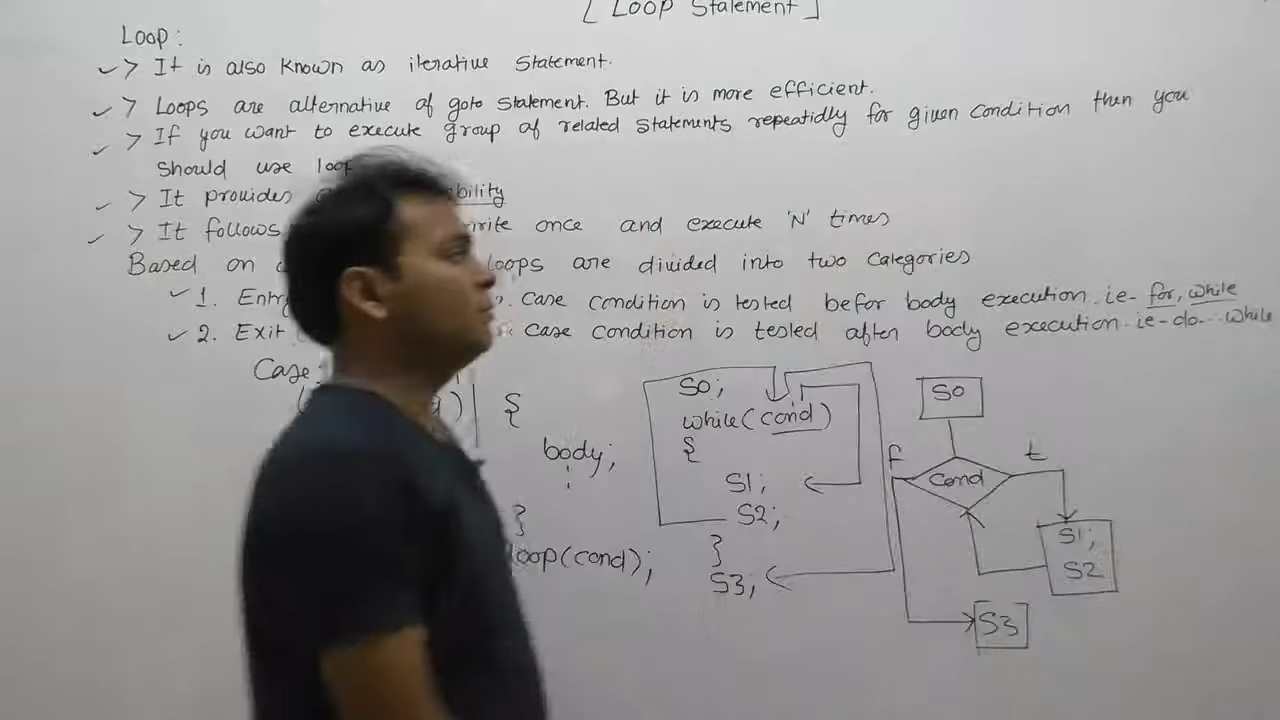 [ Loop Statement ]
Loop:
> It is also known as iterative statement.
> Loops are alternative of goto statement. But it is more efficient.
> If you want to execute group of related statements repeatidly for given condition then you
should use loop
> It provides bility
> It follows write once and execute 'N' times
Based on loops are divided into two categories
1. Entry case condition is tested befor body execution ie- for, while
2. Exit case condition is tested after body execution ie-do...while
Case:
) {
body;
}
loop(cond);
S0;
while(cond)
{
S1;
S2;
}
S3;
S0
f
t
Cond
S1;
S2
S3